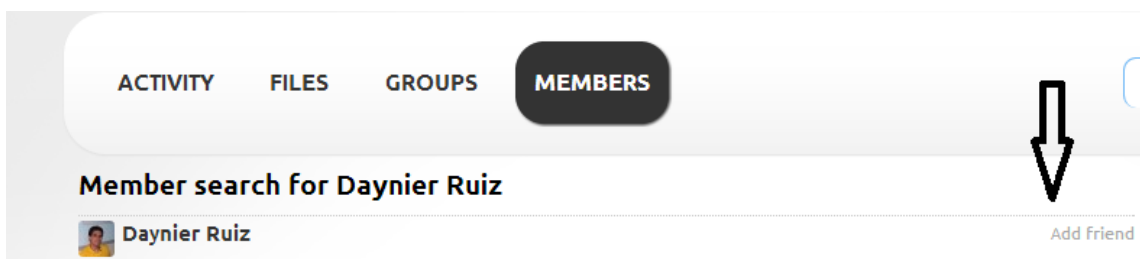 ACTIVITY FILES GROUPS MEMBERS
Member search for Daynier Ruiz
Daynier Ruiz Add friend